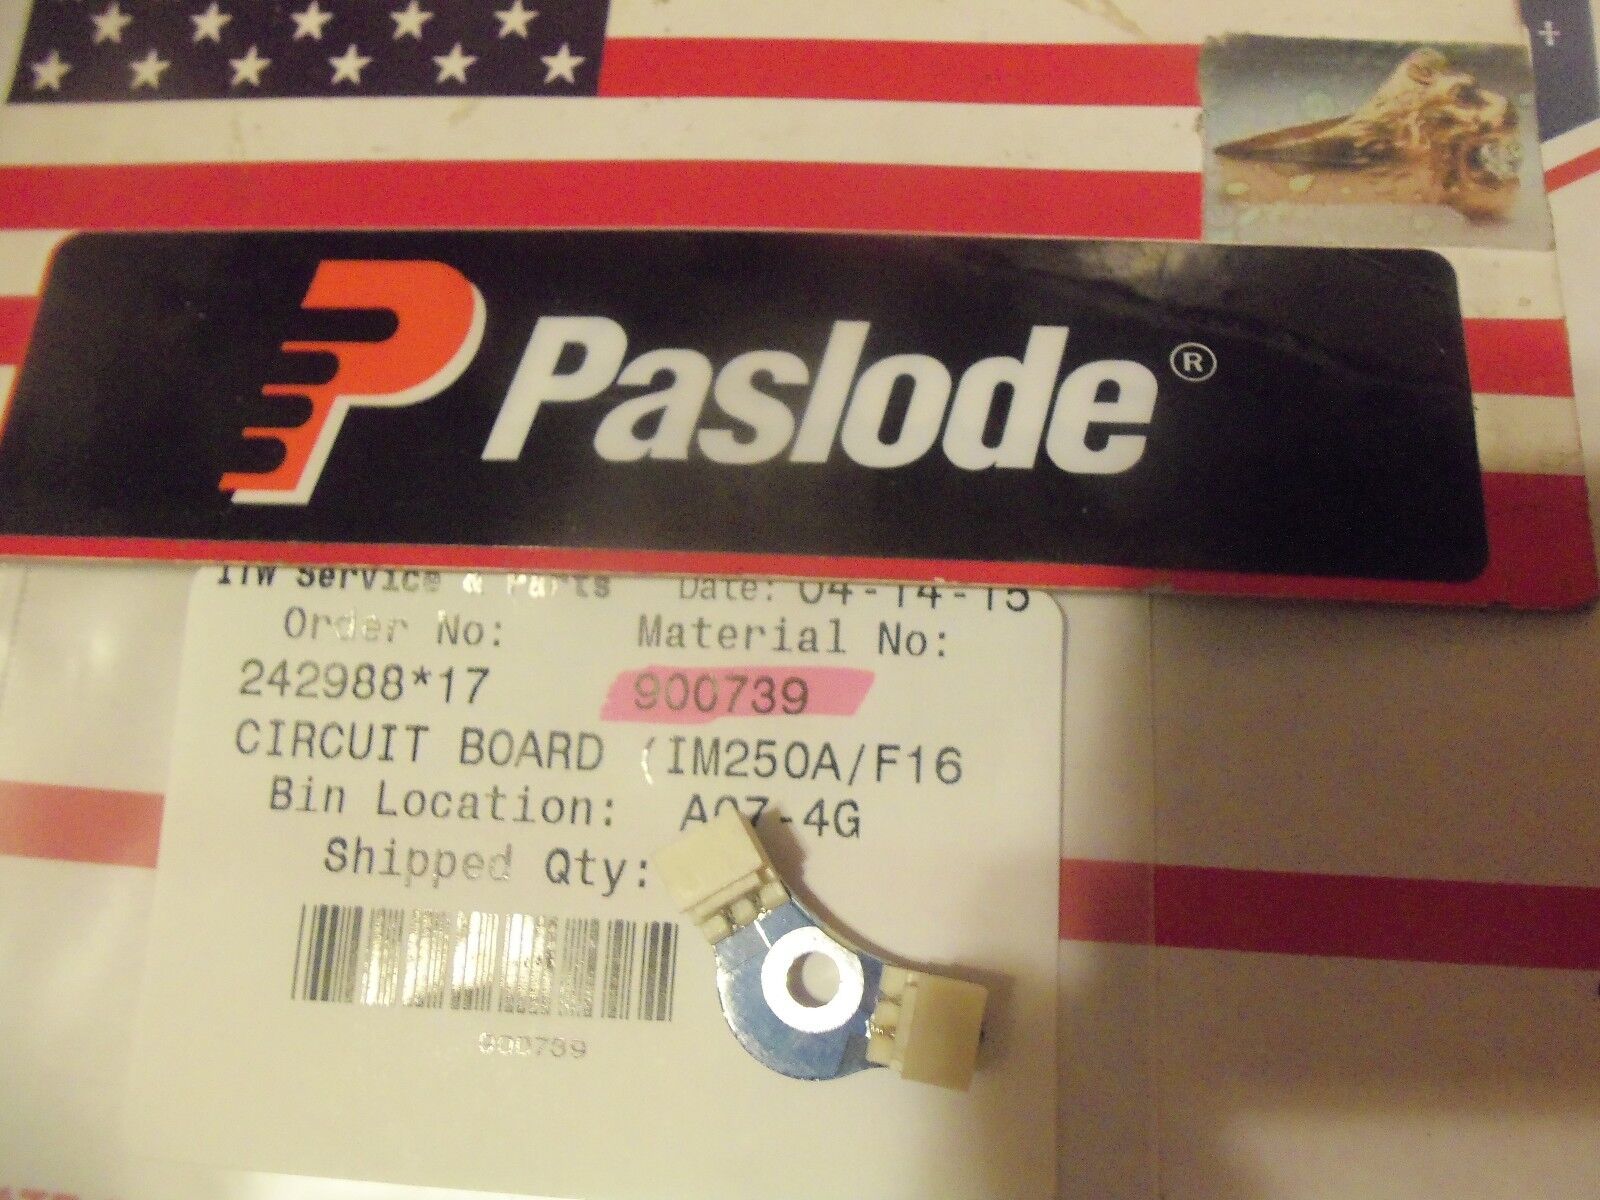 Paslode®
ITW Service & Parts Date: 04-14-15
Order No: Material No:
242988*17 900739
CIRCUIT BOARD (IM250A/F16
Bin Location: A07-4G
Shipped Qty:
900739